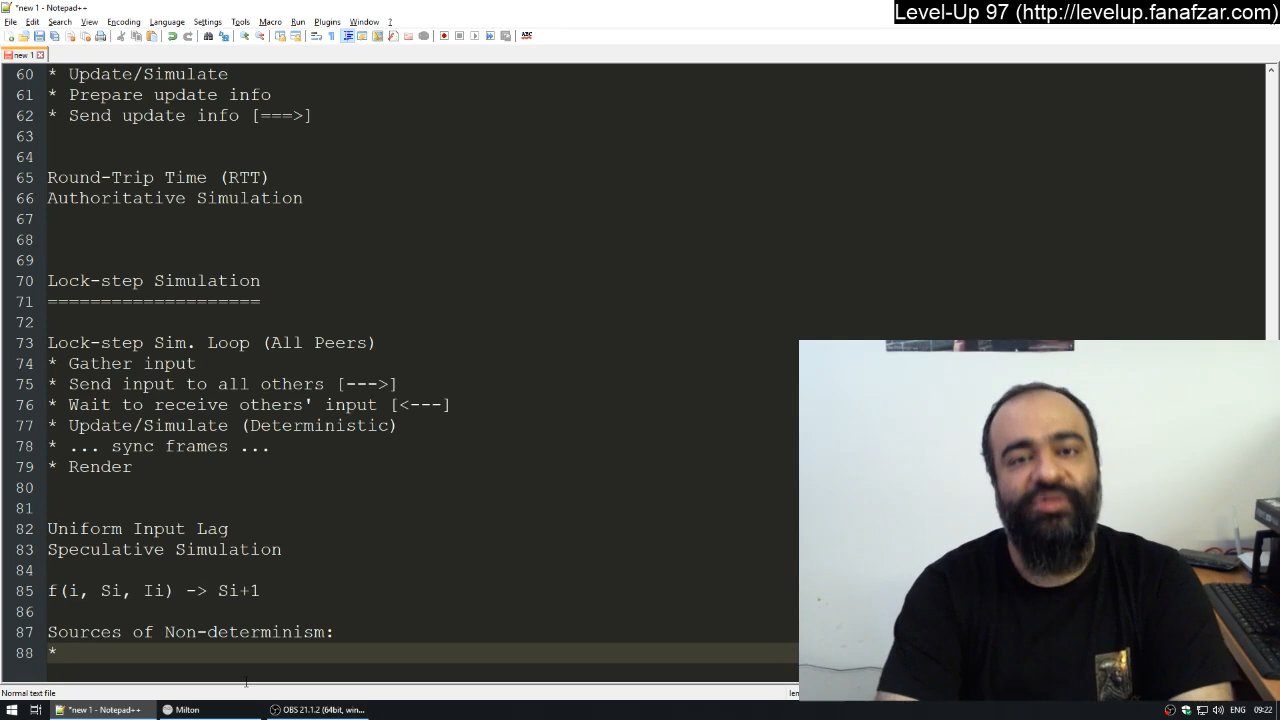 *new 1 - Notepad++
Level-Up 97 (http://levelup.fanafzar.com)
File Edit Search View Encoding Language Settings Tools Macro Run Plugins Window ?
ABC
new 1
60 * Update/Simulate
61 * Prepare update info
62 * Send update info [===>]
63
64
65 Round-Trip Time (RTT)
66 Authoritative Simulation
67
68
69
70 Lock-step Simulation
71 ====================
72
73 Lock-step Sim. Loop (All Peers)
74 * Gather input
75 * Send input to all others [--->]
76 * Wait to receive others' input [<---]
77 * Update/Simulate (Deterministic)
78 * ... sync frames ...
79 * Render
80
81
82 Uniform Input Lag
83 Speculative Simulation
84
85 f(i, Si, Ii) -> Si+1
86
87 Sources of Non-determinism:
88 *
Normal text file
*new 1 - Notepad++ Milton OBS 21.1.2 (64bit, win... ENG 09:22